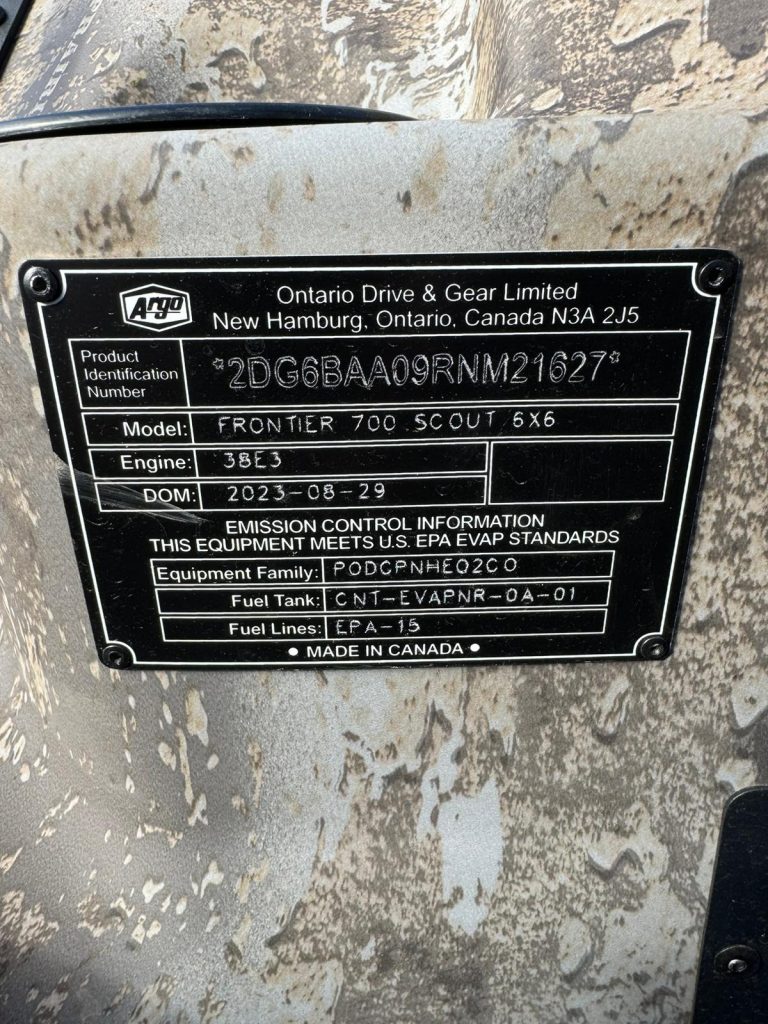 Argo
Ontario Drive & Gear Limited
New Hamburg, Ontario, Canada N3A 2J5
Product
Identification
Number
*2DG6BAA09RNM21627*
Model: FRONTIER 700 SCOUT 6X6
Engine: 38E3
DOM: 2023-08-29
EMISSION CONTROL INFORMATION
THIS EQUIPMENT MEETS U.S. EPA EVAP STANDARDS
Equipment Family: PODCPNHEQ2CO
Fuel Tank: CNT-EVAPNR-0A-01
Fuel Lines: EPA-15
• MADE IN CANADA •